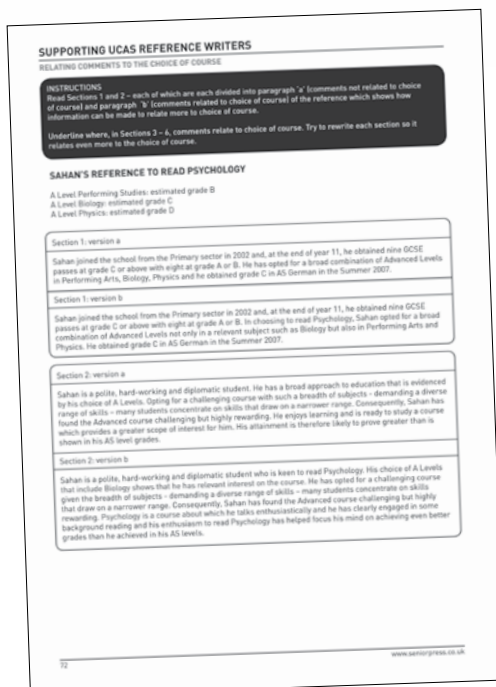 SUPPORTING UCAS REFERENCE WRITERS
RELATING COMMENTS TO THE CHOICE OF COURSE
INSTRUCTIONS
Read Sections 1 and 2 – each of which are each divided into paragraph 'a' (comments not related to choice
of course) and paragraph 'b' (comments related to choice of course) of the reference which shows how
information can be made to relate more to choice of course.
Underline where, in Sections 3 – 6, comments relate to choice of course. Try to rewrite each section so it
relates even more to the choice of course.
SAHAN'S REFERENCE TO READ PSYCHOLOGY
A Level Performing Studies: estimated grade B
A Level Biology: estimated grade C
A Level Physics: estimated grade D
Section 1: version a
Sahan joined the school from the Primary sector in 2002 and, at the end of year 11, he obtained nine GCSE
passes at grade C or above with eight at grade A or B. He has opted for a broad combination of Advanced Levels
in Performing Arts, Biology, Physics and he obtained grade C in AS German in the Summer 2007.
Section 1: version b
Sahan joined the school from the Primary sector in 2002 and, at the end of year 11, he obtained nine GCSE
passes at grade C or above with eight at grade A or B. In choosing to read Psychology, Sahan opted for a broad
combination of Advanced Levels not only in a relevant subject such as Biology but also in Performing Arts and
Physics. He obtained grade C in AS German in the Summer 2007.
Section 2: version a
Sahan is a polite, hard-working and diplomatic student. He has a broad approach to education that is evidenced
by his choice of A Levels. Opting for a challenging course with such a breadth of subjects - demanding a diverse
range of skills – many students concentrate on skills that draw on a narrower range. Consequently, Sahan has
found the Advanced course challenging but highly rewarding. He enjoys learning and is ready to study a course
which provides a greater scope of interest for him. His attainment is therefore likely to prove greater than is
shown in his AS level grades.
Section 2: version b
Sahan is a polite, hard-working and diplomatic student who is keen to read Psychology. His choice of A Levels
that include Biology shows that he has relevant interest on the course. He has opted for a challenging course
given the breadth of subjects - demanding a diverse range of skills – many students concentrate on skills
that draw on a narrower range. Consequently, Sahan has found the Advanced course challenging but highly
rewarding. Psychology is a course about which he talks enthusiastically and he has clearly engaged in some
background reading and his enthusiasm to read Psychology has helped focus his mind on achieving even better
grades than he achieved in his AS levels.
72
www.seniorpress.co.uk